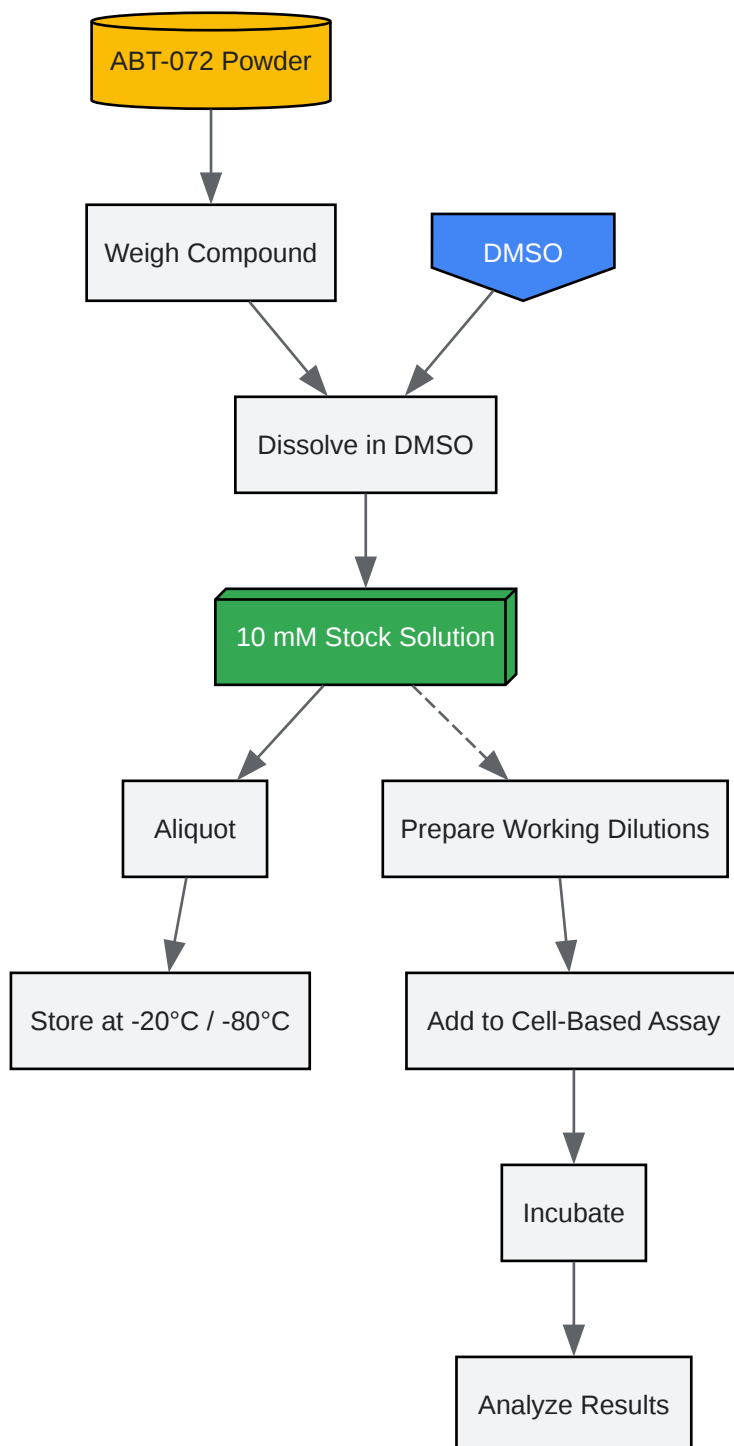 ABT-072 Powder
Weigh Compound
DMSO
Dissolve in DMSO
10 mM Stock Solution
Aliquot
Prepare Working Dilutions
Store at -20°C / -80°C
Add to Cell-Based Assay
Incubate
Analyze Results